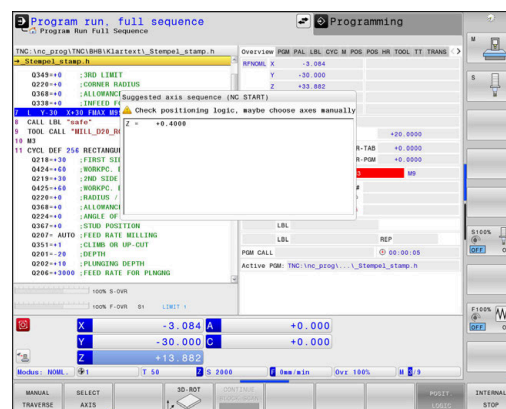 Program run, full sequence
Programming
Program Run Full Sequence
TNC:\nc_prog\TNC\BHB\Klartext\_Stempel_stamp.h
→_Stempel_stamp.h
Overview PGM PAL LBL CYC M POS POS HR TOOL TT TRANS
Q349=+0 ;3RD LIMIT
Q220=+0 ;CORNER RADIUS
Q368=+0 ;ALLOWANC
Q338=+0 ;INFEED F
7 L Y-30 X+30 FMAX M9
8 CALL LBL "safe"
9 TOOL CALL "MILL_D20_RO
10 M3
11 CYCL DEF 256 RECTANGU
Q218=+30 ;FIRST SI
Q424=+60 ;WORKPC.
Q219=+30 ;2ND SIDE
Q425=+60 ;WORKPC.
Q220=+0 ;RADIUS /
Q368=+0 ;ALLOWANC
Q224=+0 ;ANGLE OF
Q367=+0 ;STUD POSITION
Q207= AUTO ;FEED RATE MILLING
Q351=+1 ;CLIMB OR UP-CUT
Q201=-20 ;DEPTH
Q202=+10 ;PLUNGING DEPTH
Q206=+3000 ;FEED RATE FOR PLNGNG
RFNOML X -3.084
Y -30.000
Z +33.882
Suggested axis sequence (NC START)
Check positioning logic, maybe choose axes manually
Z = +0.4000
+20.0000
R-TAB +0.0000
R-PGM +0.0000
M9
LBL
LBL REP
PGM CALL 00:00:05
Active PGM: TNC:\nc_prog\...\_Stempel_stamp.h
100% S-OVR
100% F-OVR S1 LIMIT 1
X -3.084 A +0.000
Y -30.000 C +0.000
Z +13.882
Modus: NOML. 1 T 50 Z S 2000 F 0mm/min Ovr 100% M 3/9
M
S
S100%
OFF
F100%
OFF
MANUAL TRAVERSE
SELECT AXIS
3D-ROT
POSIT. LOGIC
INTERNAL STOP